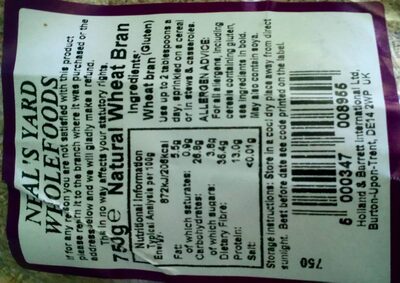 NEAL'S YARD
WHOLEFOODS
If for any reason you are not satisfied with this product,
please return it to the branch where it was purchased or the
address below and we will gladly make a refund.
This in no way affects your statutory rights.
750g e Natural Wheat Bran
Ingredients:
Wheat bran (Gluten)
Use up to 2 tablespoons a
day, sprinkled on a cereal
or in stews & casseroles.
ALLERGEN ADVICE:
For all allergens, including
cereals containing gluten,
see ingredients in bold.
May also contain soya.
Nutritional Information
Typical Analysis per 100g
Energy: 872kJ/208kcal
Fat: 5.5g
of which saturates: 0.9g
Carbohydrates: 26.8g
of which sugars: 3.8g
Dietary Fibre: 36.4g
Protein: 13.0g
Salt: <0.01g
Storage instructions: Store in a cool dry place away from direct
sunlight. Best before date see code printed on the label.
5 000347 008955
Holland & Barrett International Ltd.
Burton-Upon-Trent, DE14 2WP UK
750